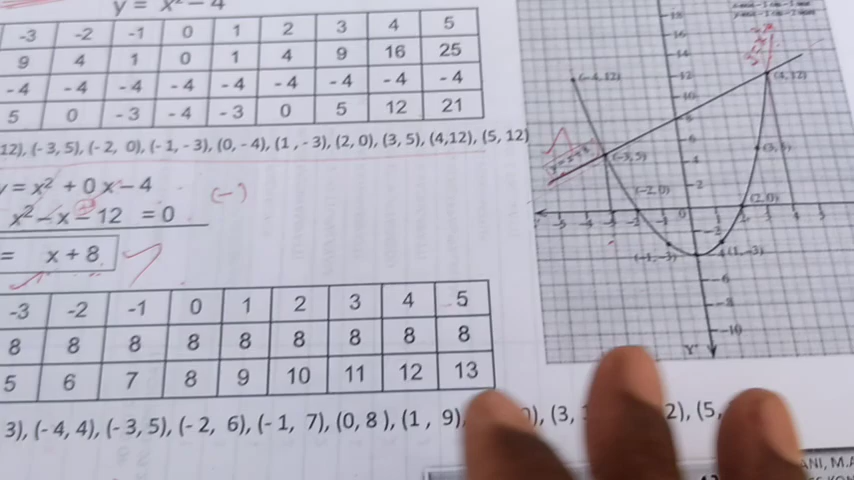 y = x² - 4
-3 -2 -1 0 1 2 3 4 5
9 4 1 0 1 4 9 16 25
-4 -4 -4 -4 -4 -4 -4 -4 -4
5 0 -3 -4 -3 0 5 12 21
12), (-3, 5), (-2, 0), (-1, -3), (0, -4), (1, -3), (2, 0), (3, 5), (4,12), (5, 12)
y = x² + 0x - 4
x² - x - 12 = 0
(-)
= x + 8
-3 -2 -1 0 1 2 3 4 5
8 8 8 8 8 8 8 8 8
5 6 7 8 9 10 11 12 13
3), (-4, 4), (-3, 5), (-2, 6), (-1, 7), (0, 8), (1, 9), 0), (3, 2), (5,
16
14
(-4, 12)
12
(4, 12)
10
8
6
(-3, 5)
4
(-2, 0)
2
(2, 0)
0
-2
(-1, -3)
(1, -3)
-6
-8
-10
Y'
ANI, M.A